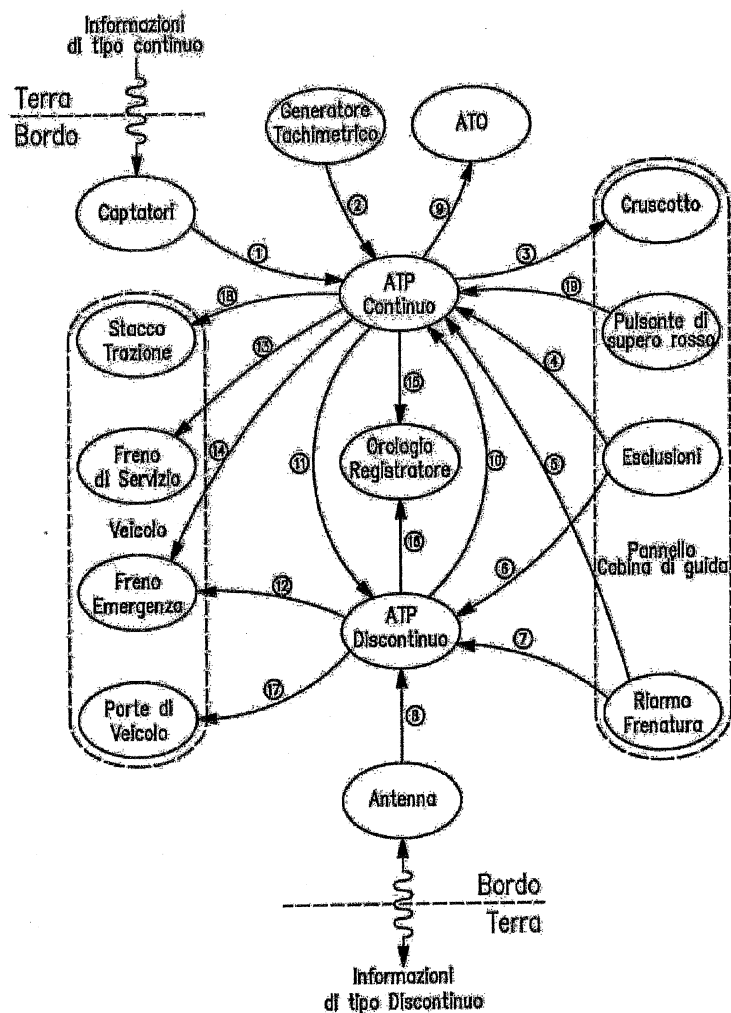 Informazioni
di tipo continuo
Terra
Bordo
Generatore
Tachimetrico
ATO
Captatori
Cruscotto
2
9
1
3
ATP
Continuo
18
19
Stacco
Trazione
Pulsante di
supero rosso
13
4
15
14
Freno
di Servizio
11
Orologio
Registratore
10
5
Esclusioni
Veicolo
16
Pannello
Cabina di guida
6
Freno
Emergenza
12
ATP
Discontinuo
7
17
Porte di
Veicolo
8
Riarmo
Frenatura
Antenna
Bordo
Terra
Informazioni
di tipo Discontinuo